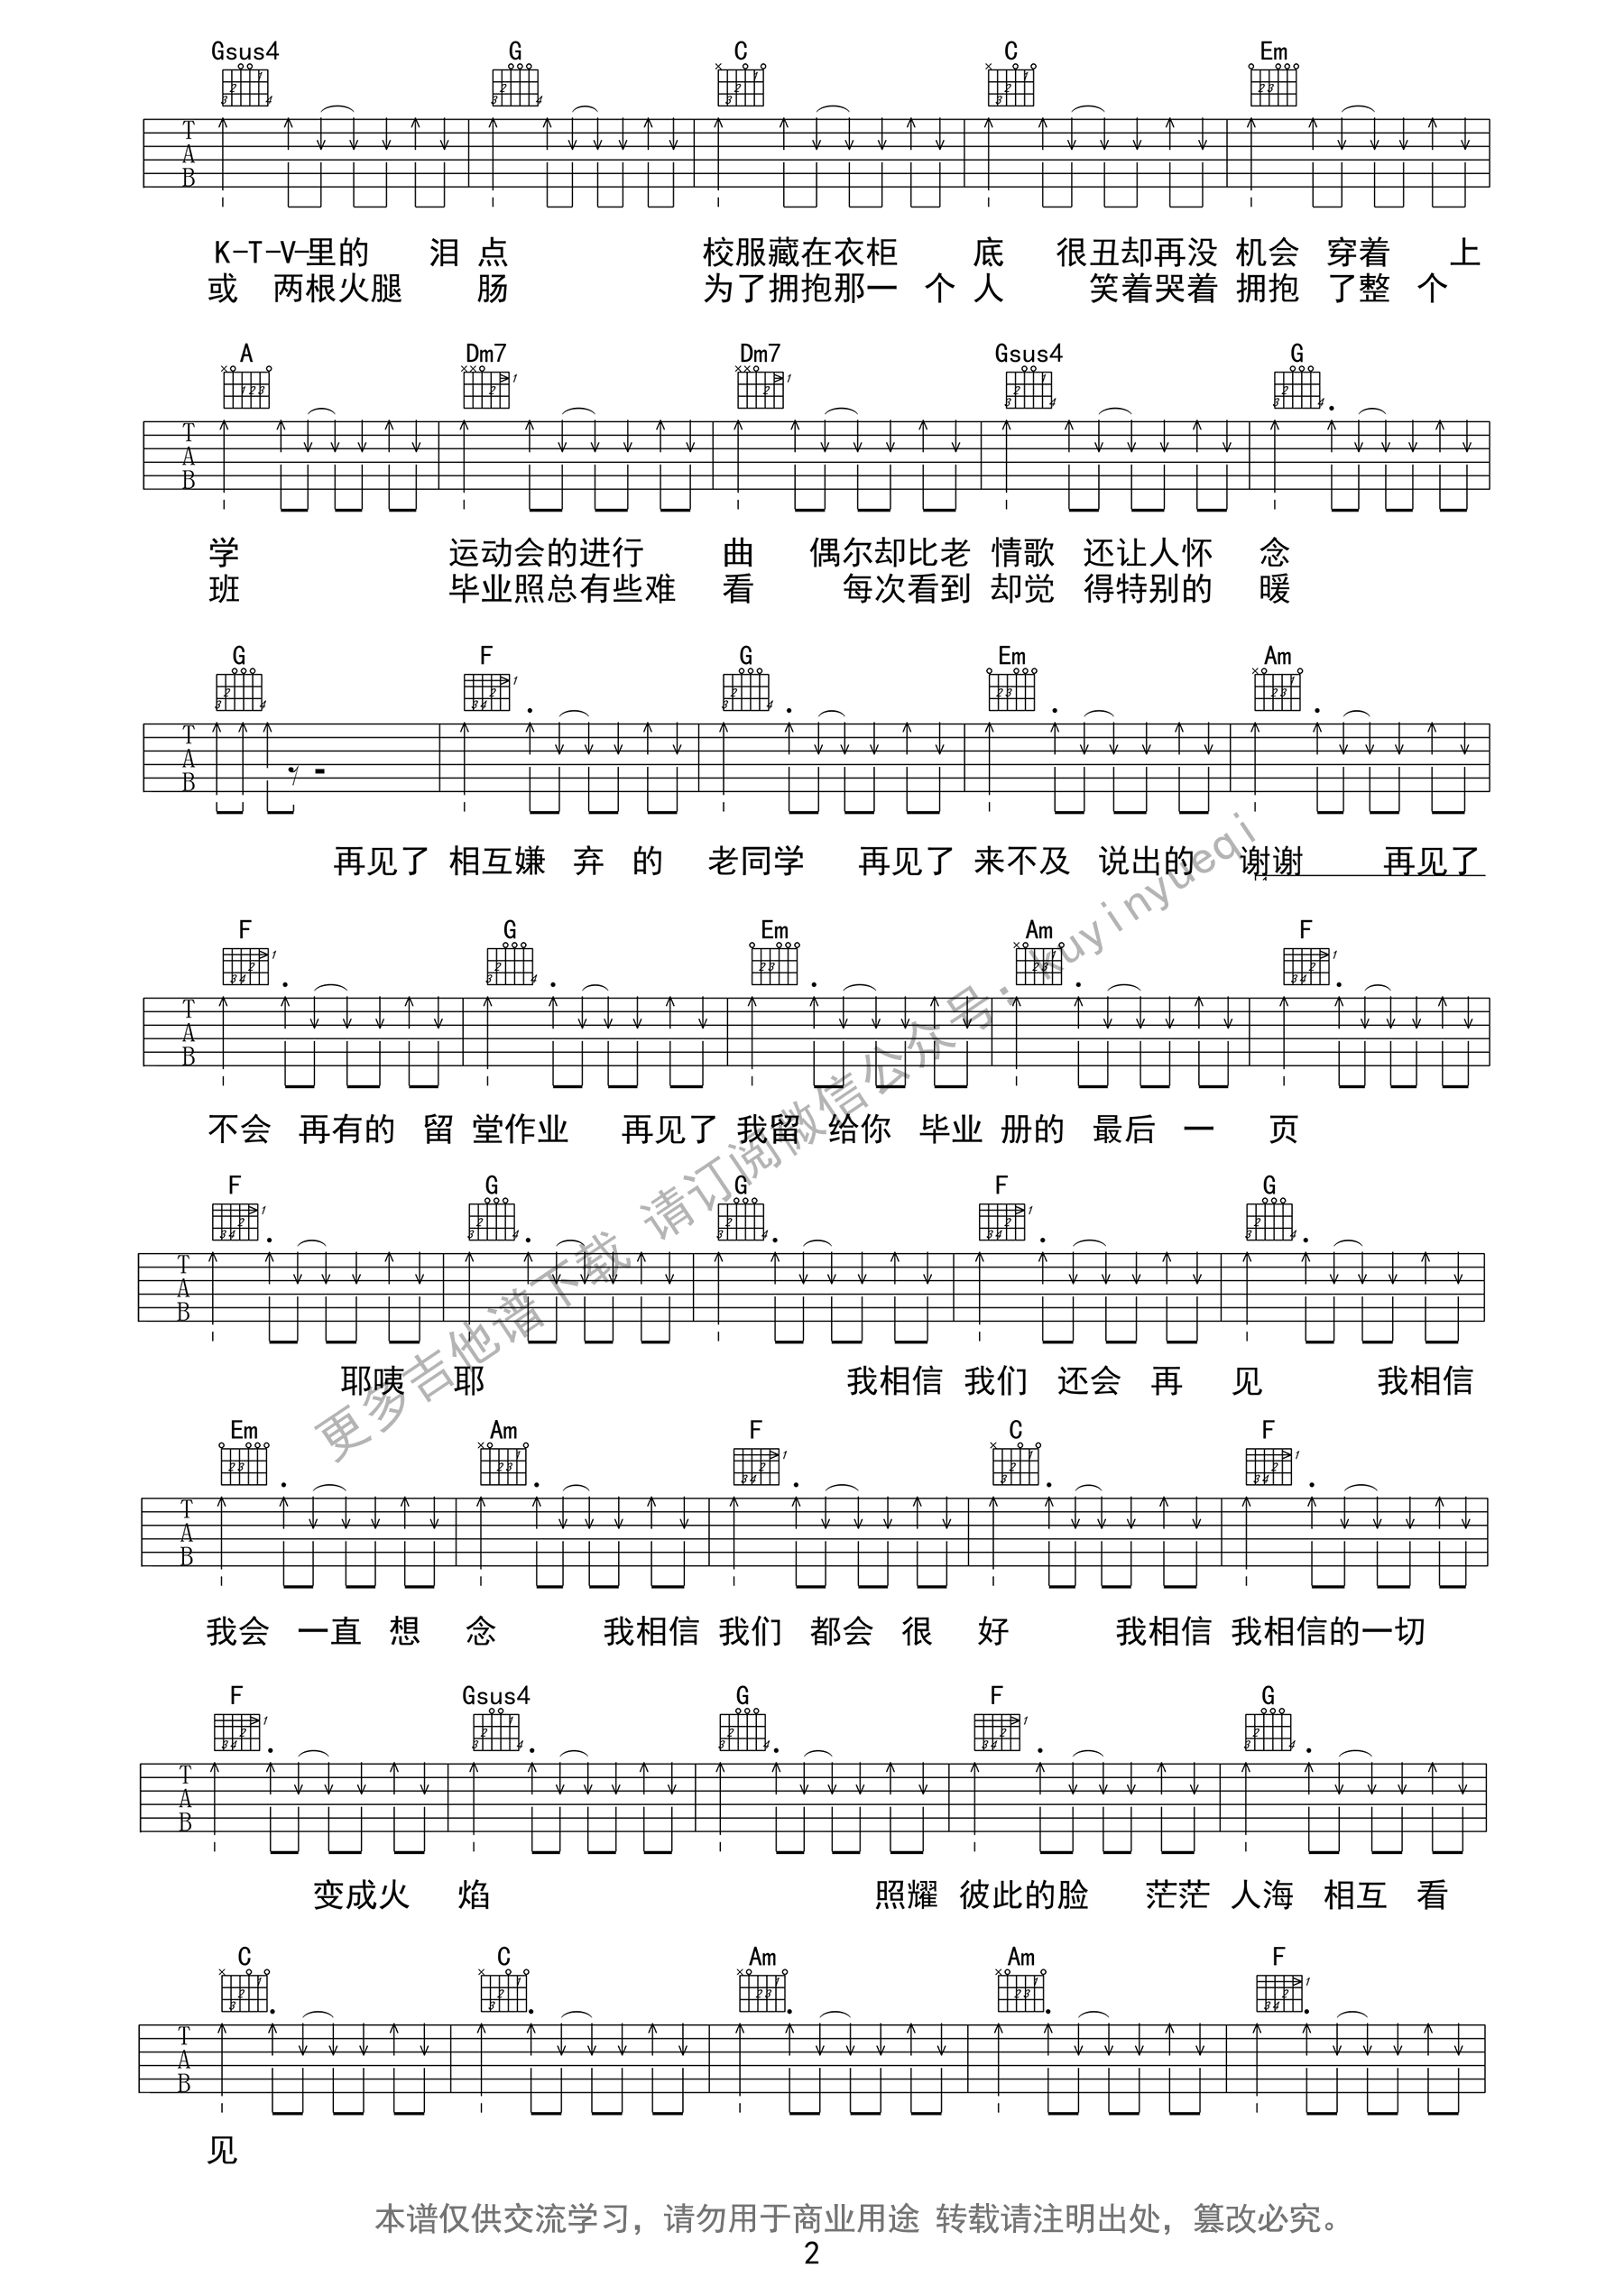 Gsus4 G C C Em
K-T-V-里的 泪 点 校服藏在衣柜 底 很丑却再没 机会 穿着 上
或 两根火腿 肠 为了拥抱那一 个 人 笑着哭着 拥抱 了整 个
A Dm7 Dm7 Gsus4 G
学 运动会的进行 曲 偶尔却比老 情歌 还让人怀 念
班 毕业照总有些难 看 每次看到 却觉 得特别的 暖
G F G Em Am
再见了 相互嫌 弃 的 老同学 再见了 来不及 说出的 谢谢 再见了
F G Em Am F
不会 再有的 留 堂作业 再见了 我留 给你 毕业 册的 最后 一 页
F G G F G
耶咦 耶 我相信 我们 还会 再 见 我相信
Em Am F C F
我会 一直 想 念 我相信 我们 都会 很 好 我相信 我相信的一切
F Gsus4 G F G
变成火 焰 照耀 彼此的脸 茫茫 人海 相互 看
C C Am Am F
见
更多吉他谱下载 请订阅微信公众号：kuyinyueqi
本谱仅供交流学习，请勿用于商业用途 转载请注明出处，篡改必究。
2